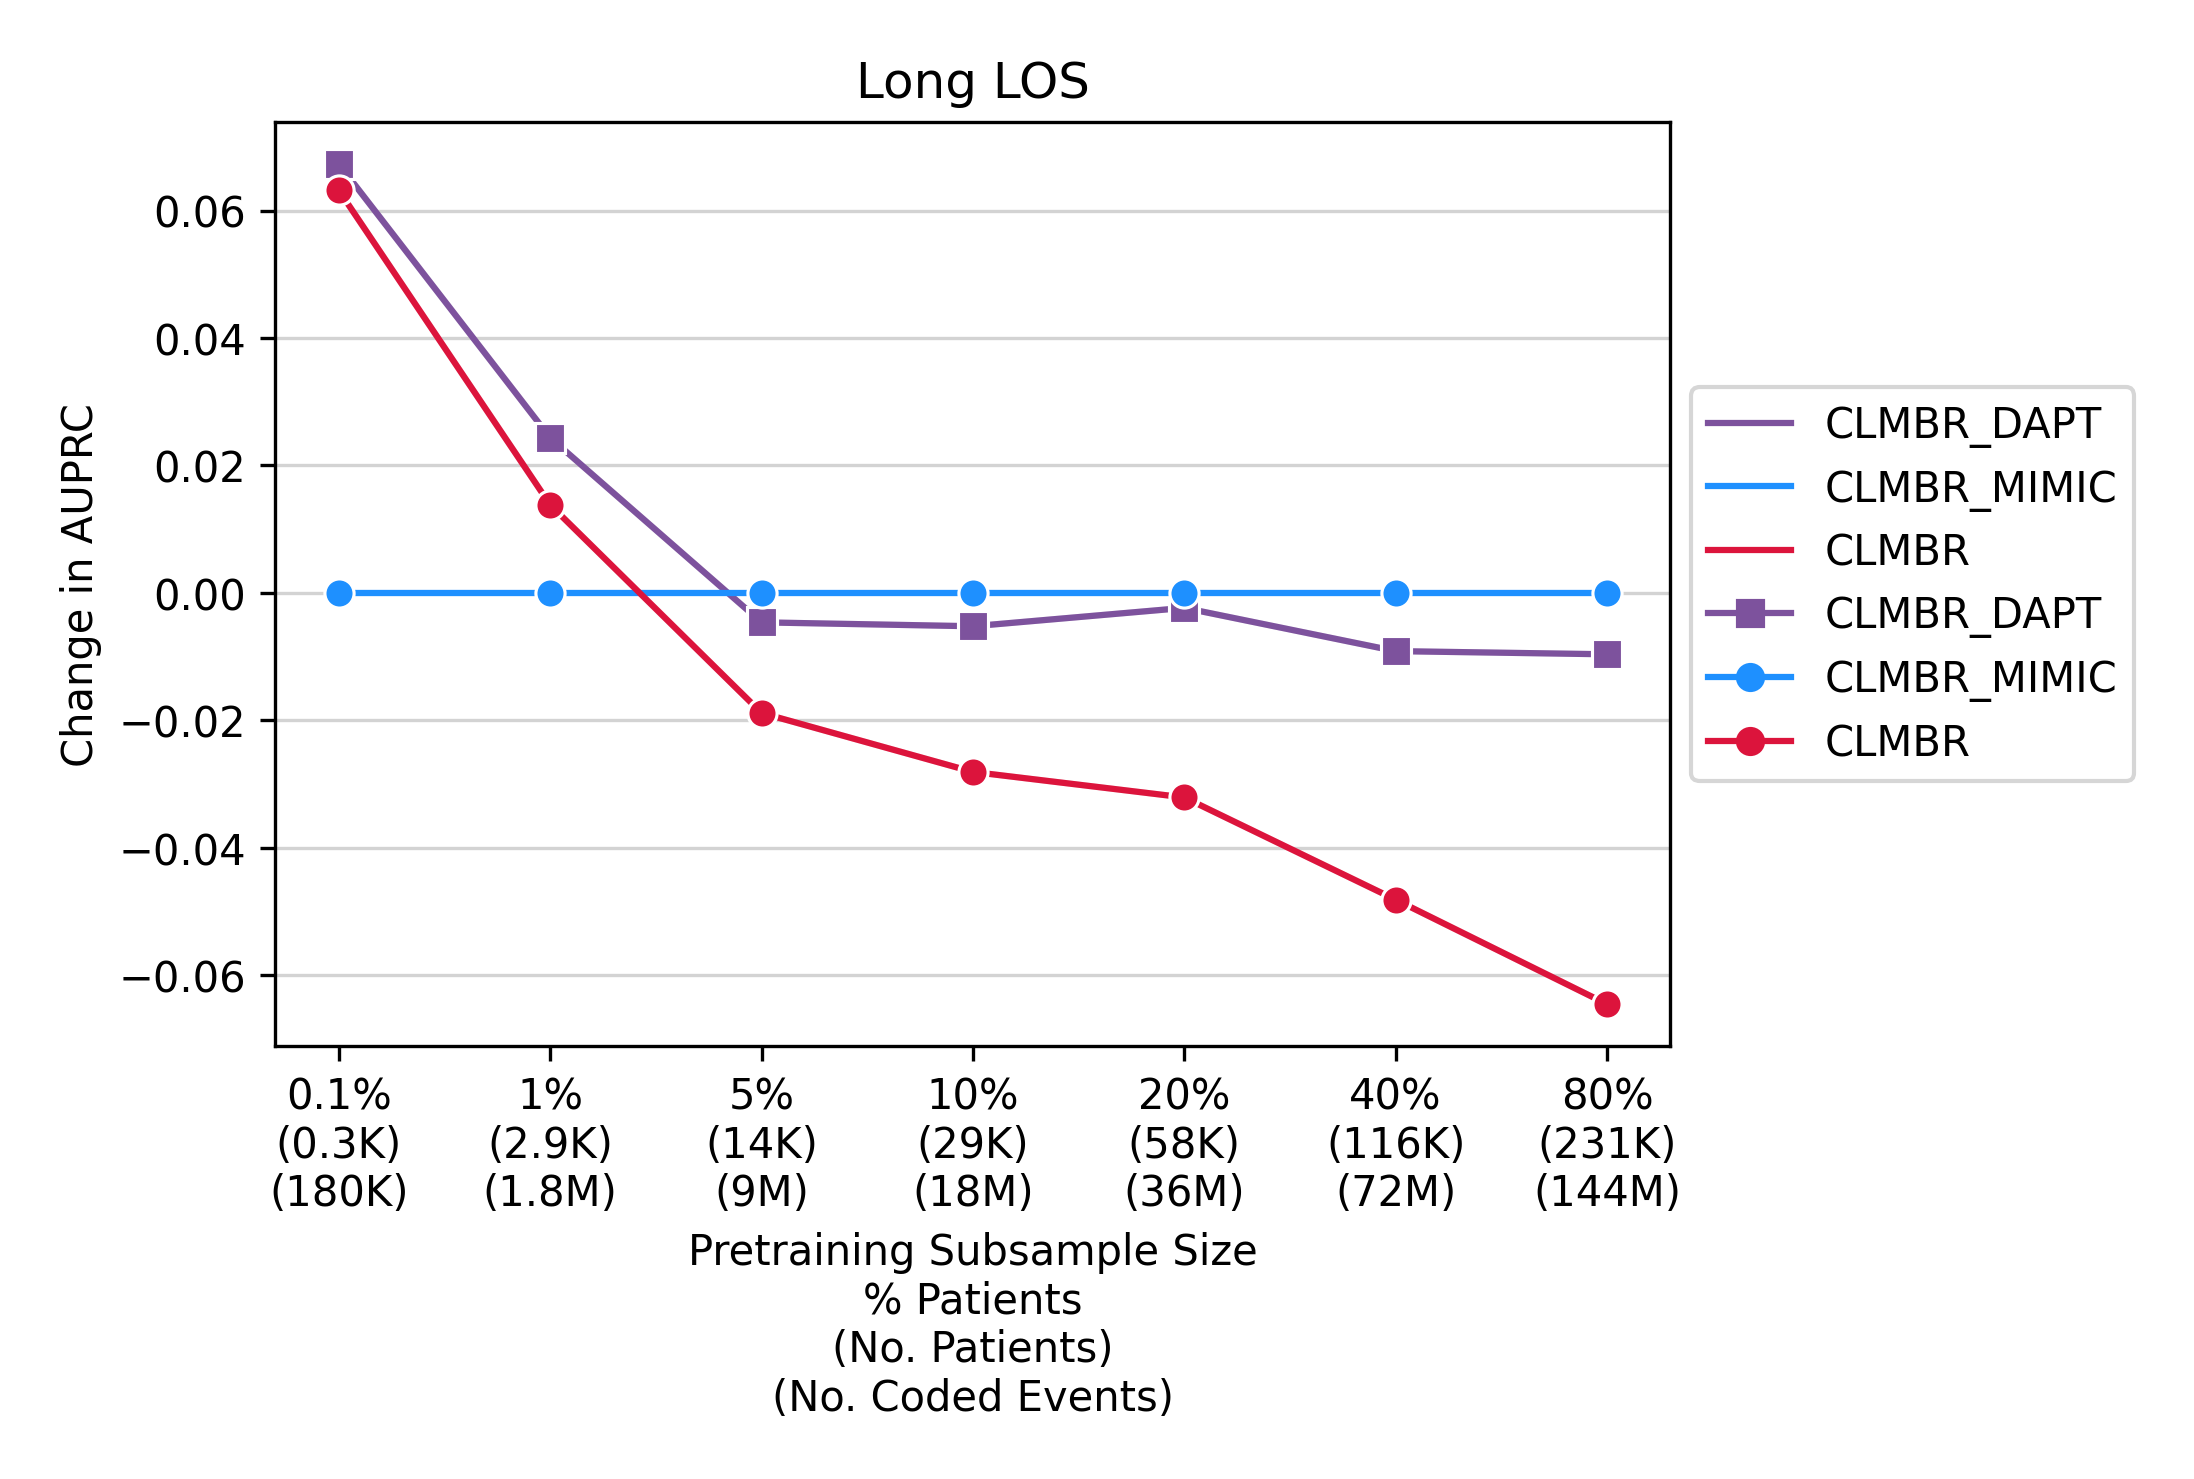 Long LOS
Change in AUPRC
0.06
0.04
0.02
0.00
−0.02
−0.04
−0.06
0.1% 1% 5% 10% 20% 40% 80%
(0.3K) (2.9K) (14K) (29K) (58K) (116K) (231K)
(180K) (1.8M) (9M) (18M) (36M) (72M) (144M)
Pretraining Subsample Size
% Patients
(No. Patients)
(No. Coded Events)
CLMBR_DAPT
CLMBR_MIMIC
CLMBR
CLMBR_DAPT
CLMBR_MIMIC
CLMBR